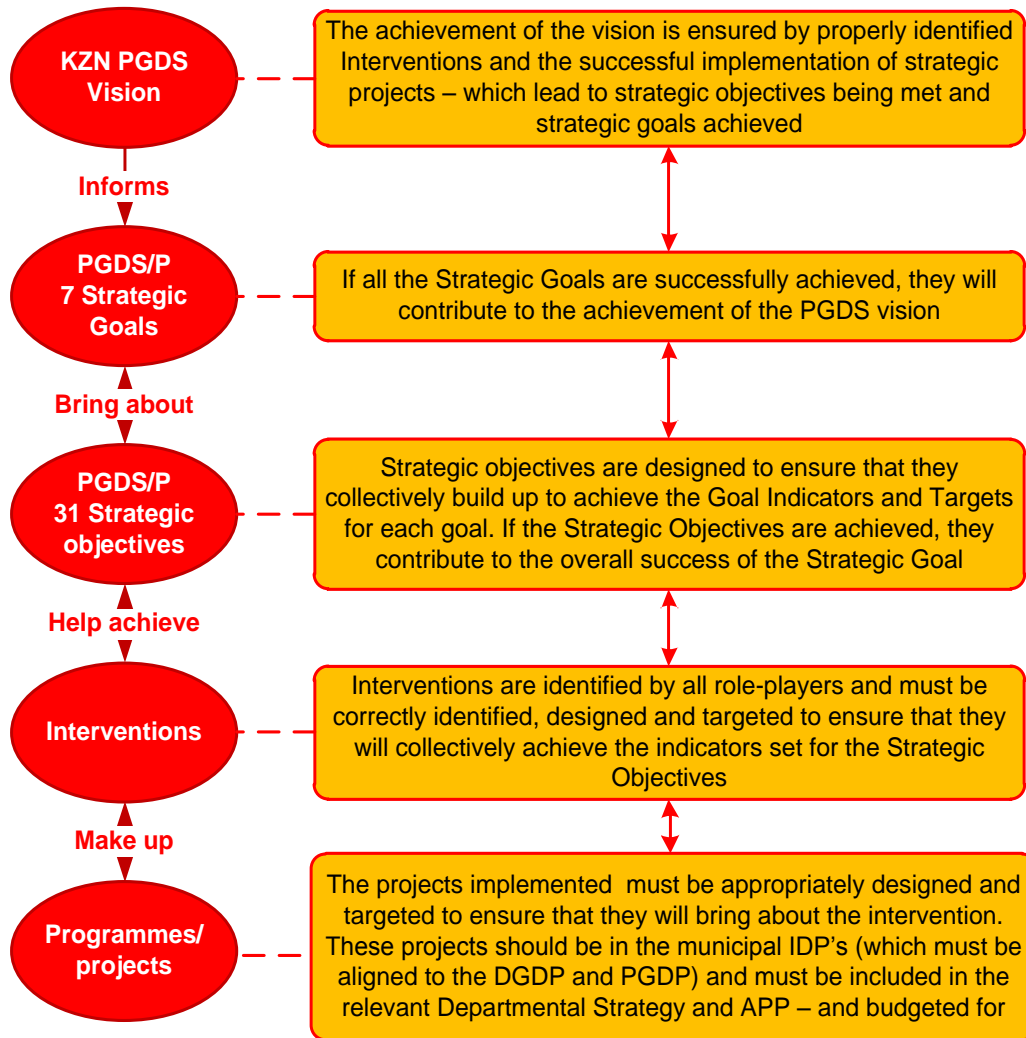 KZN PGDS
Vision
The achievement of the vision is ensured by properly identified
Interventions and the successful implementation of strategic
projects – which lead to strategic objectives being met and
strategic goals achieved
Informs
PGDS/P
7 Strategic
Goals
If all the Strategic Goals are successfully achieved, they will
contribute to the achievement of the PGDS vision
Bring about
PGDS/P
31 Strategic
objectives
Strategic objectives are designed to ensure that they
collectively build up to achieve the Goal Indicators and Targets
for each goal. If the Strategic Objectives are achieved, they
contribute to the overall success of the Strategic Goal
Help achieve
Interventions
Interventions are identified by all role-players and must be
correctly identified, designed and targeted to ensure that they
will collectively achieve the indicators set for the Strategic
Objectives
Make up
Programmes/
projects
The projects implemented  must be appropriately designed and
targeted to ensure that they will bring about the intervention.
These projects should be in the municipal IDP’s (which must be
aligned to the DGDP and PGDP) and must be included in the
relevant Departmental Strategy and APP – and budgeted for